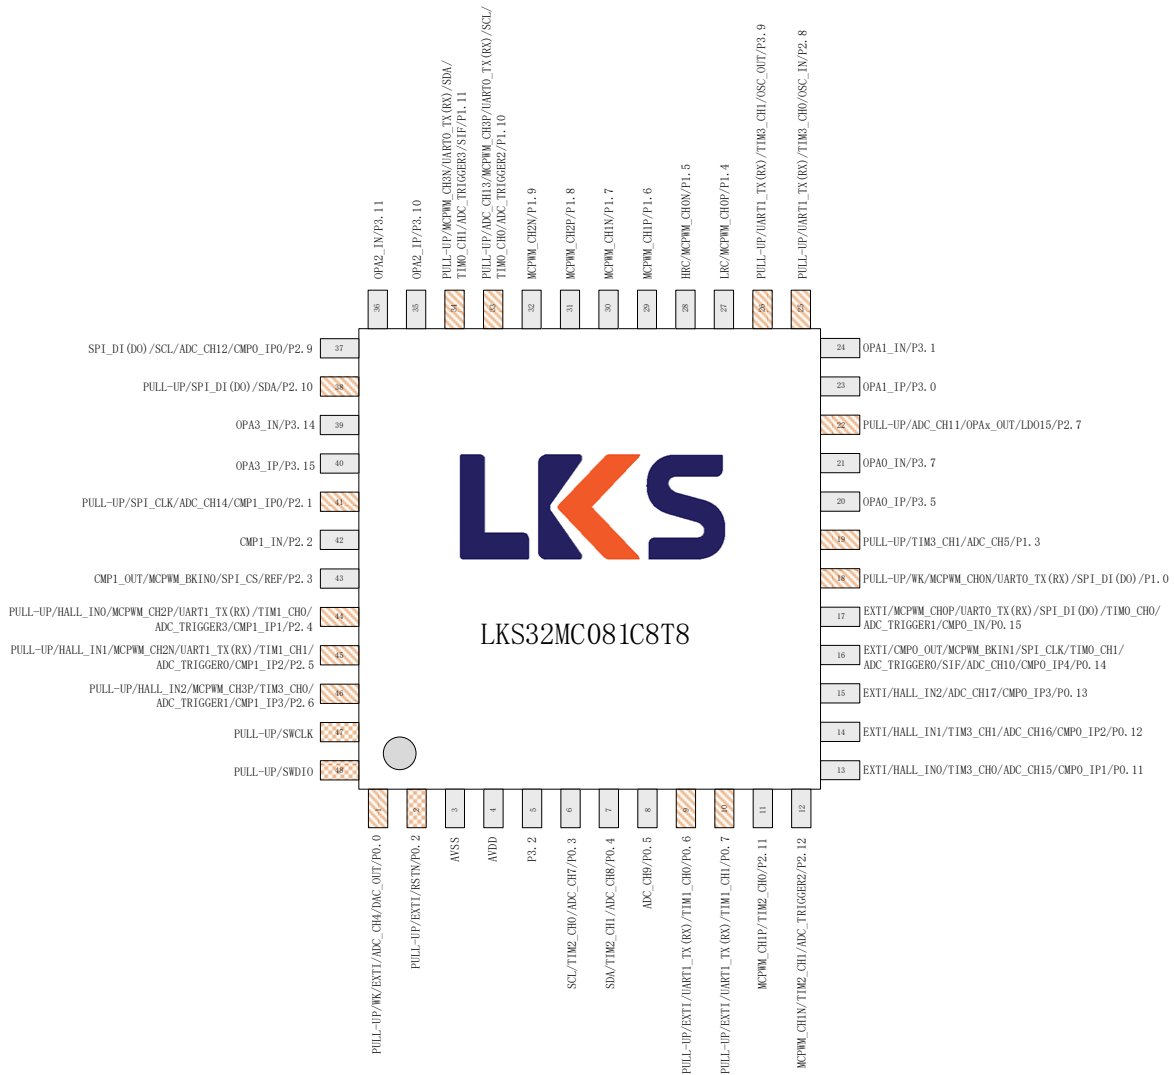 PULL-UP/MCPWM_CH3N/UART0_TX(RX)/SDA/
TIM0_CH1/ADC_TRIGGER3/SIF/P1.11
PULL-UP/ADC_CH13/MCPWM_CH3P/UART0_TX(RX)/SCL/
TIM0_CH0/ADC_TRIGGER2/P1.10
OPA2_IN/P3.11
OPA2_IP/P3.10
MCPWM_CH2N/P1.9
MCPWM_CH2P/P1.8
MCPWM_CH1N/P1.7
MCPWM_CH1P/P1.6
HRC/MCPWM_CH0N/P1.5
LRC/MCPWM_CH0P/P1.4
PULL-UP/UART1_TX(RX)/TIM3_CH1/OSC_OUT/P3.9
PULL-UP/UART1_TX(RX)/TIM3_CH0/OSC_IN/P2.8
36
35
34
33
32
31
30
29
28
27
26
25
SPI_DI(DO)/SCL/ADC_CH12/CMP0_IP0/P2.9
37
PULL-UP/SPI_DI(DO)/SDA/P2.10
38
OPA3_IN/P3.14
39
OPA3_IP/P3.15
40
PULL-UP/SPI_CLK/ADC_CH14/CMP1_IP0/P2.1
41
CMP1_IN/P2.2
42
CMP1_OUT/MCPWM_BKIN0/SPI_CS/REF/P2.3
43
PULL-UP/HALL_IN0/MCPWM_CH2P/UART1_TX(RX)/TIM1_CH0/
ADC_TRIGGER3/CMP1_IP1/P2.4
44
PULL-UP/HALL_IN1/MCPWM_CH2N/UART1_TX(RX)/TIM1_CH1/
ADC_TRIGGER0/CMP1_IP2/P2.5
45
PULL-UP/HALL_IN2/MCPWM_CH3P/TIM3_CH0/
ADC_TRIGGER1/CMP1_IP3/P2.6
46
PULL-UP/SWCLK
47
PULL-UP/SWDIO
48
LKS
LKS32MC081C8T8
24
OPA1_IN/P3.1
23
OPA1_IP/P3.0
22
PULL-UP/ADC_CH11/OPAx_OUT/LDO15/P2.7
21
OPA0_IN/P3.7
20
OPA0_IP/P3.5
19
PULL-UP/TIM3_CH1/ADC_CH5/P1.3
18
PULL-UP/WK/MCPWM_CH0N/UART0_TX(RX)/SPI_DI(DO)/P1.0
17
EXTI/MCPWM_CH0P/UART0_TX(RX)/SPI_DI(DO)/TIM0_CH0/
ADC_TRIGGER1/CMP0_IN/P0.15
16
EXTI/CMP0_OUT/MCPWM_BKIN1/SPI_CLK/TIM0_CH1/
ADC_TRIGGER0/SIF/ADC_CH10/CMP0_IP4/P0.14
15
EXTI/HALL_IN2/ADC_CH17/CMP0_IP3/P0.13
14
EXTI/HALL_IN1/TIM3_CH1/ADC_CH16/CMP0_IP2/P0.12
13
EXTI/HALL_IN0/TIM3_CH0/ADC_CH15/CMP0_IP1/P0.11
1
2
3
4
5
6
7
8
9
10
11
12
PULL-UP/WK/EXTI/ADC_CH4/DAC_OUT/P0.0
PULL-UP/EXTI/RSTN/P0.2
AVSS
AVDD
P3.2
SCL/TIM2_CH0/ADC_CH7/P0.3
SDA/TIM2_CH1/ADC_CH8/P0.4
ADC_CH9/P0.5
PULL-UP/EXTI/UART1_TX(RX)/TIM1_CH0/P0.6
PULL-UP/EXTI/UART1_TX(RX)/TIM1_CH1/P0.7
MCPWM_CH1P/TIM2_CH0/P2.11
MCPWM_CH1N/TIM2_CH1/ADC_TRIGGER2/P2.12